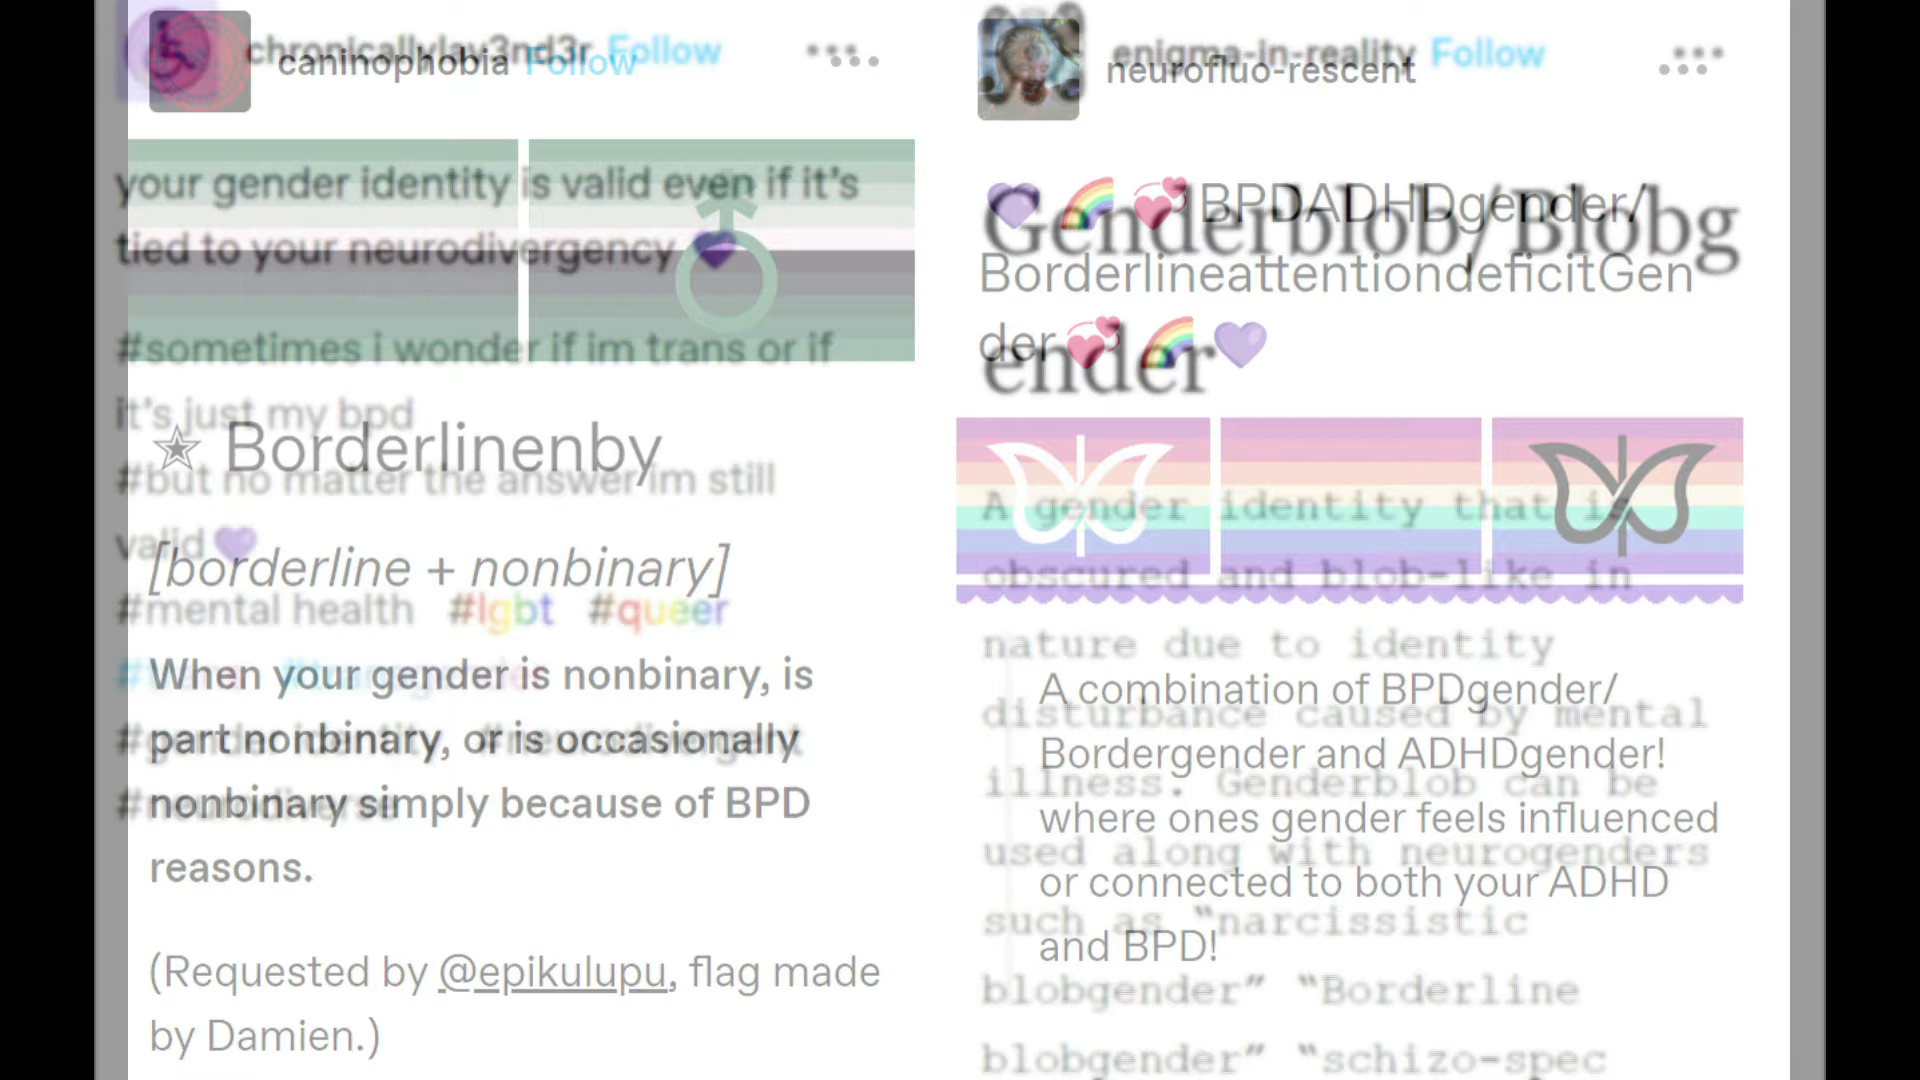 chronicallylav3nd3r Follow
caninophobia Follow
your gender identity is valid even if it's
tied to your neurodivergency 💜
#sometimes i wonder if im trans or if
it's just my bpd
✯ Borderlinenby
#but no matter the answer im still
valid 💜
[borderline + nonbinary]
#mental health #lgbt #queer
When your gender is nonbinary, is
part nonbinary, or is occasionally
#gender identity #neurodivergent
nonbinary simply because of BPD
#neurodiverse
reasons.
(Requested by @epikulupu, flag made
by Damien.)
enigma-in-reality Follow
neurofluo-rescent
💜 🌈 💞 BPDADHDgender/
BorderlineattentiondeficitGen
der 💞 🌈 💜
Genderblob/Blobg
ender
A gender identity that is
obscured and blob-like in
nature due to identity
disturbance caused by mental
illness. Genderblob can be
used along with neurogenders
such as “narcissistic
blobgender” “Borderline
blobgender” “schizo-spec
A combination of BPDgender/
Bordergender and ADHDgender!
where ones gender feels influenced
or connected to both your ADHD
and BPD!